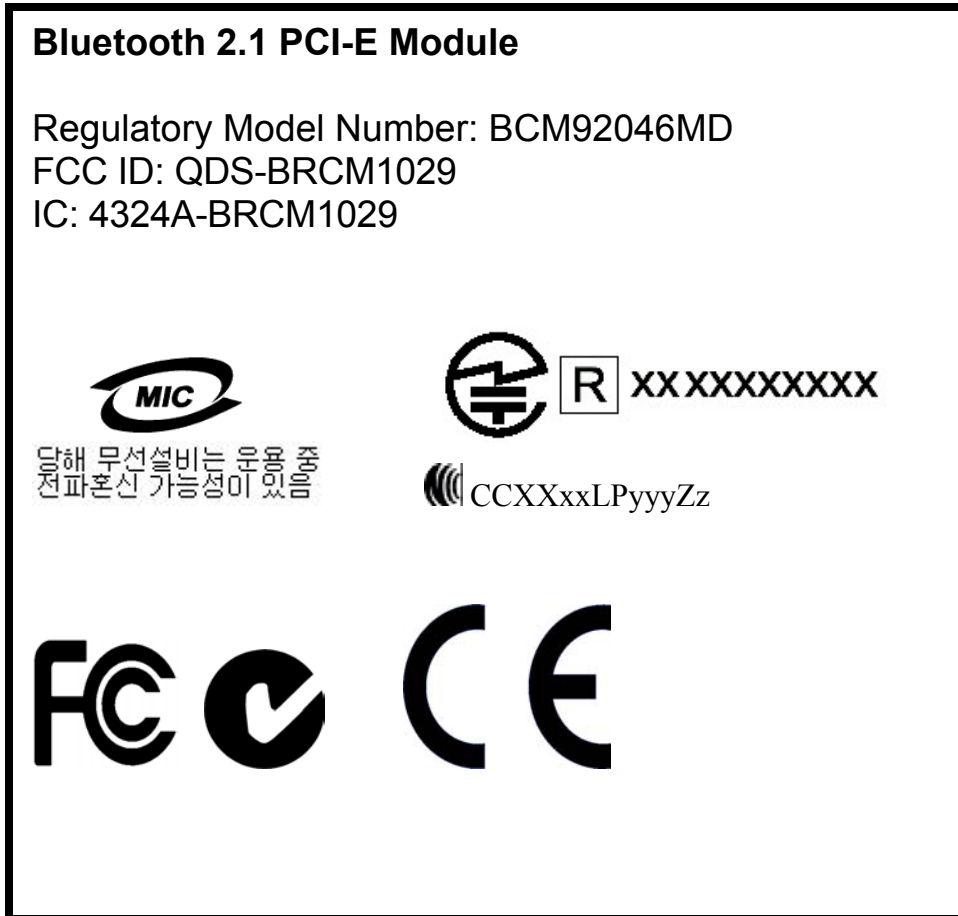 Bluetooth 2.1 PCI-E Module
Regulatory Model Number: BCM92046MD
FCC ID: QDS-BRCM1029
IC: 4324A-BRCM1029
MIC
당해 무선설비는 운용 중
전파혼신 가능성이 있음
R XXXXXXXXXXX
CCXXxxLPyyyZz
FC CE